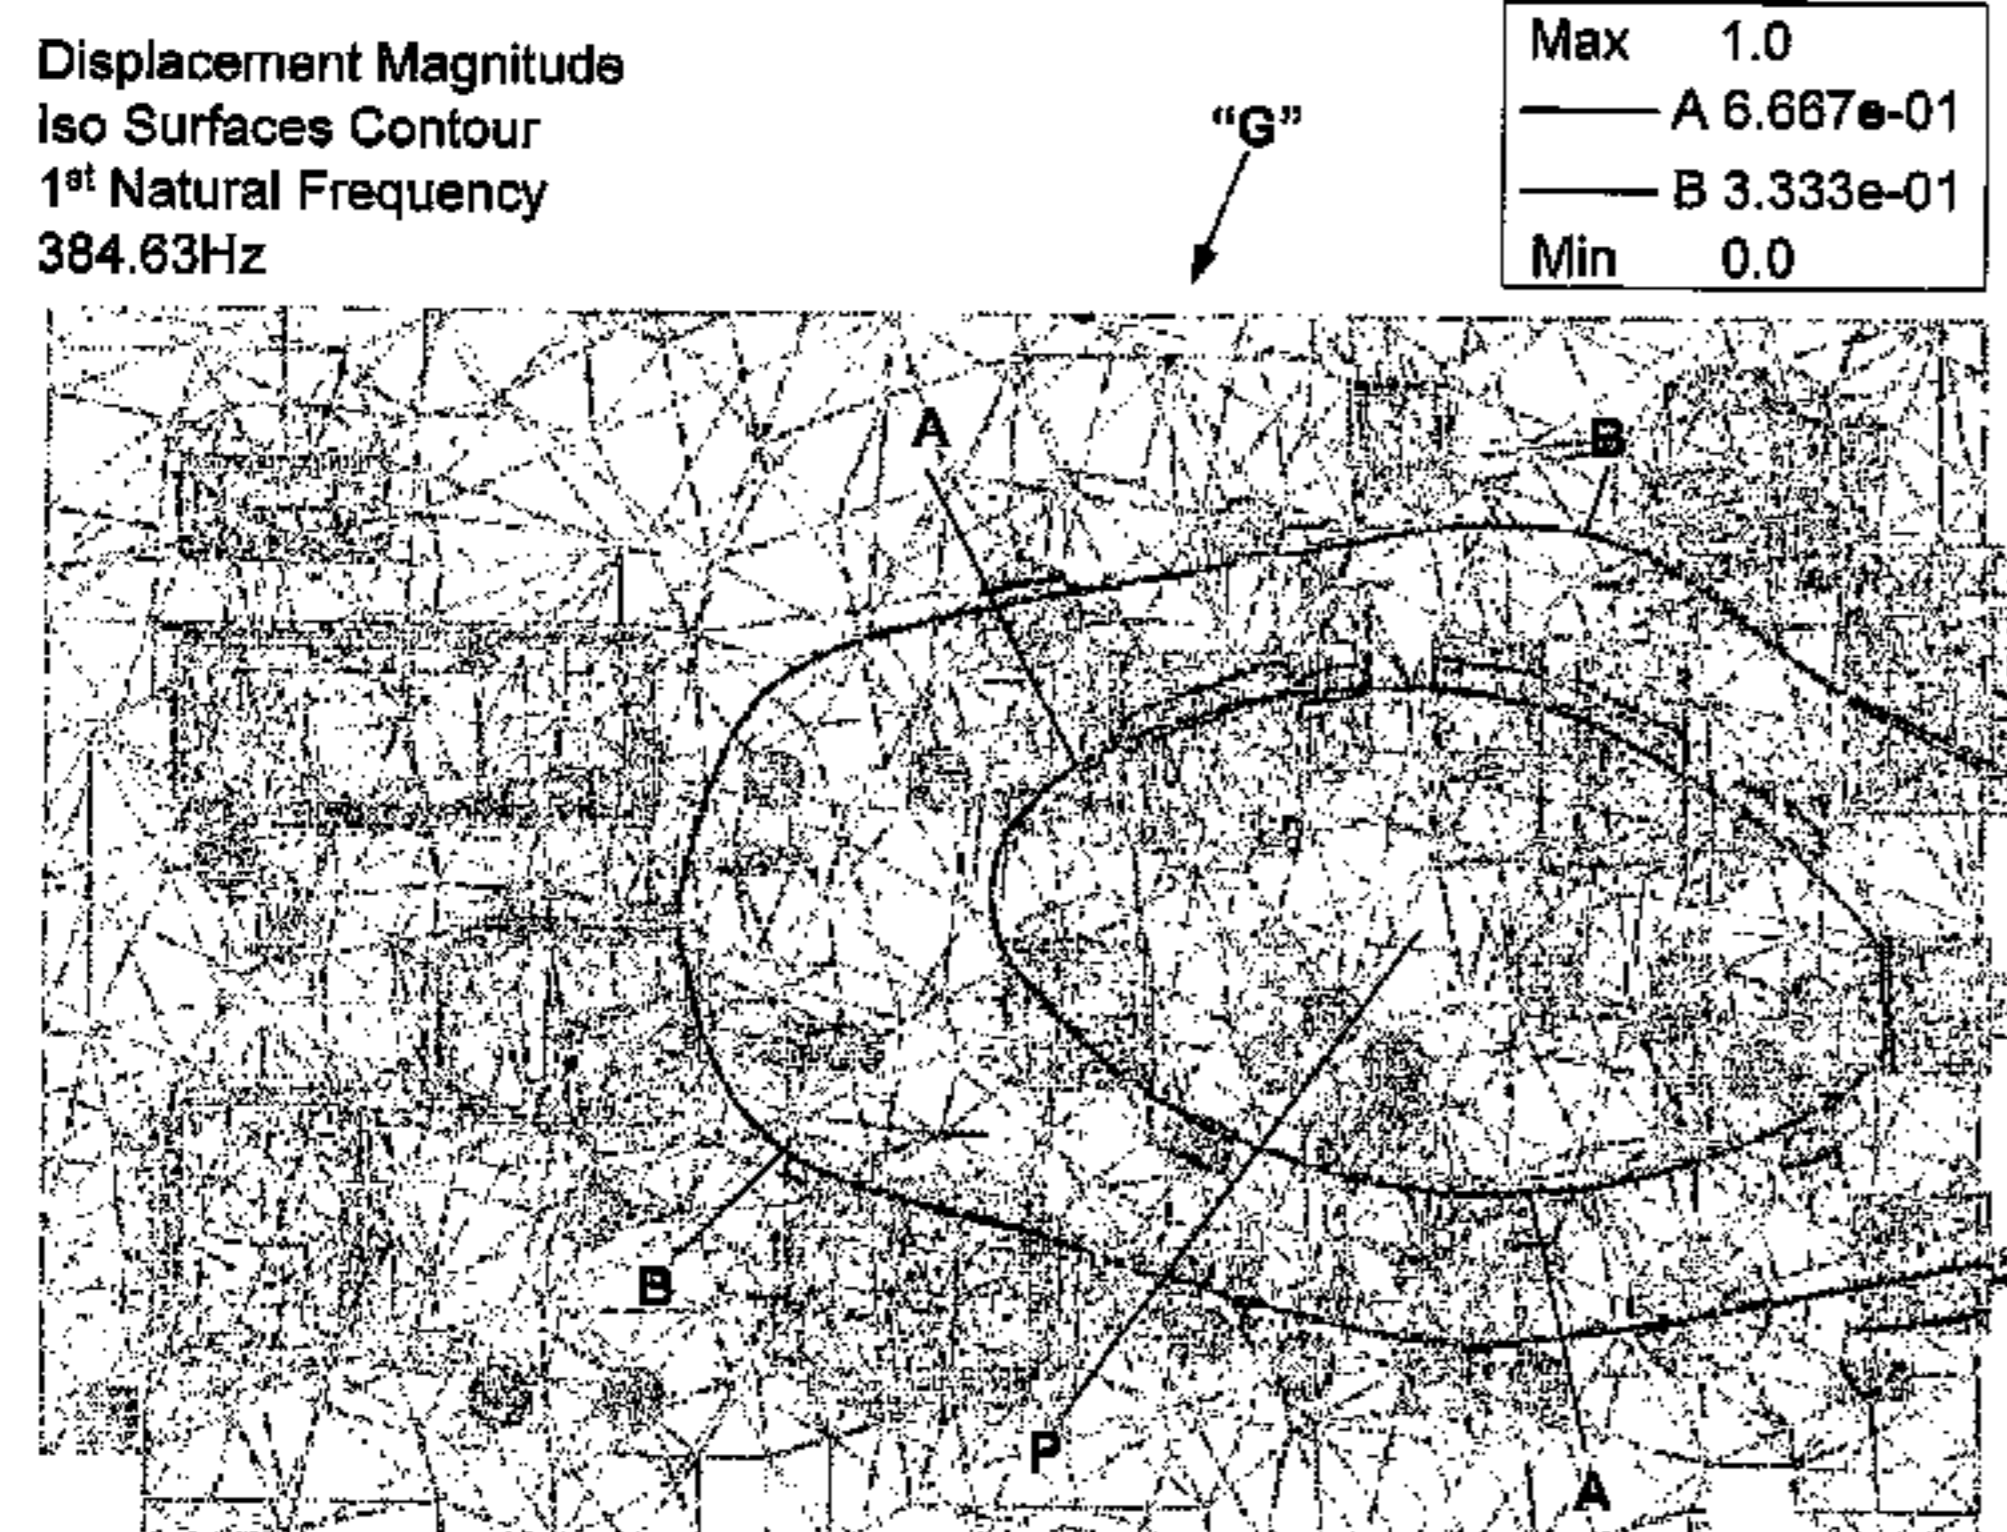 Displacement Magnitude
Iso Surfaces Contour
1st Natural Frequency
384.63Hz
"G"
Max 1.0
A 6.667e-01
B 3.333e-01
Min 0.0
A
B
B
P
A